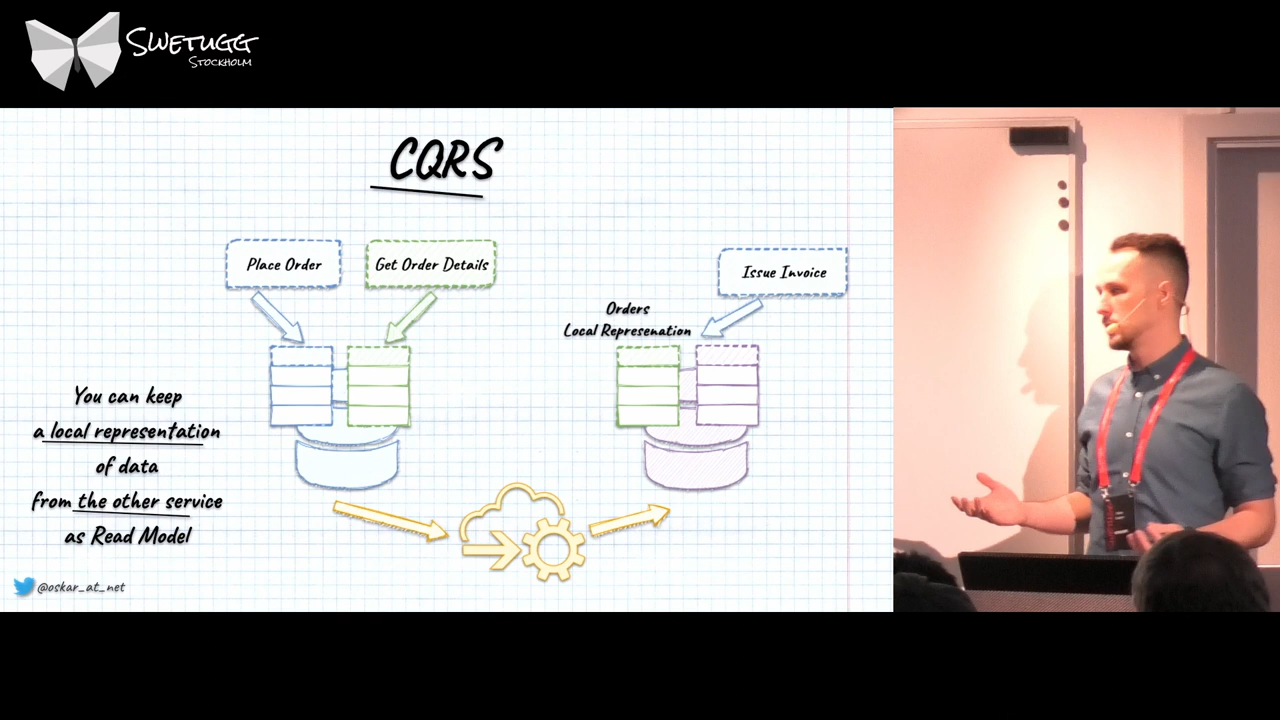 SWETUGG
STOCKHOLM
CQRS
Place Order
Get Order Details
Issue Invoice
Orders
Local Represenation
You can keep
a local representation
of data
from the other service
as Read Model
@oskar_at_net